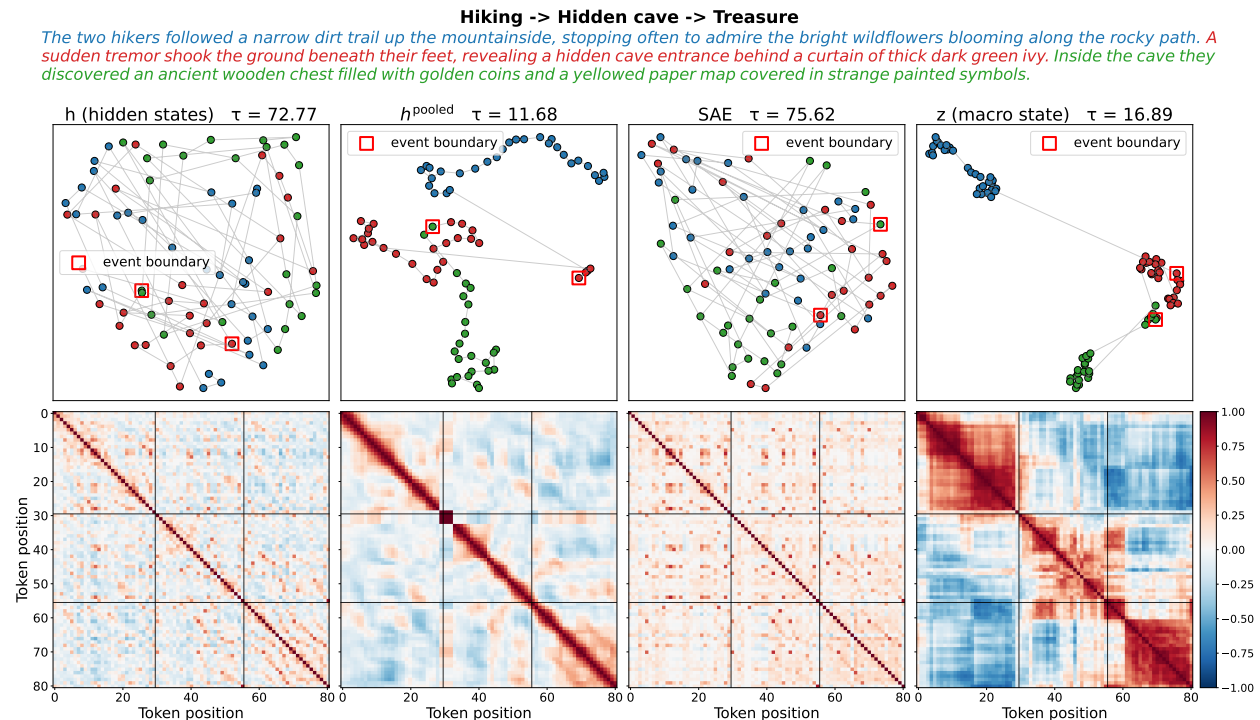 Hiking -> Hidden cave -> Treasure
The two hikers followed a narrow dirt trail up the mountainside, stopping often to admire the bright wildflowers blooming along the rocky path. A
sudden tremor shook the ground beneath their feet, revealing a hidden cave entrance behind a curtain of thick dark green ivy. Inside the cave they
discovered an ancient wooden chest filled with golden coins and a yellowed paper map covered in strange painted symbols.
h (hidden states) τ = 72.77
h^pooled τ = 11.68
SAE τ = 75.62
z (macro state) τ = 16.89
event boundary
event boundary
event boundary
event boundary
0
10
20
30
40
50
60
70
80
Token position
0 20 40 60 80
0 20 40 60 80
0 20 40 60 80
0 20 40 60 80
Token position
Token position
Token position
Token position
1.00
0.75
0.50
0.25
0.00
−0.25
−0.50
−0.75
−1.00